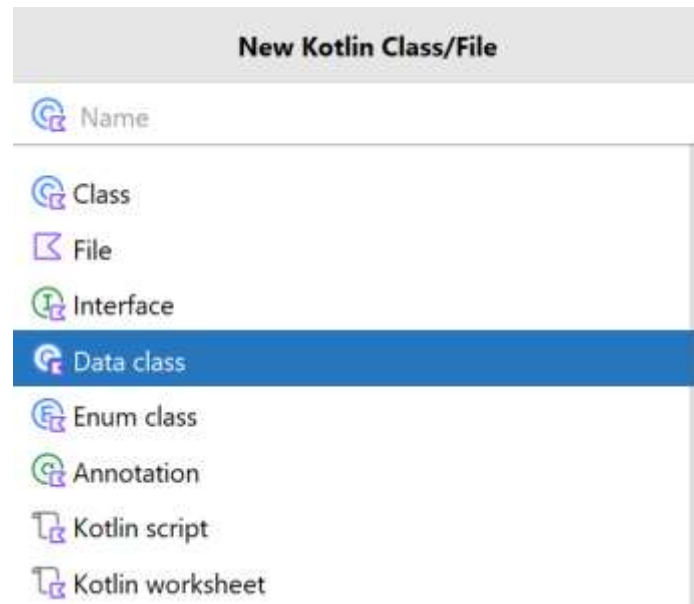 New Kotlin Class/File
Name
Class
File
Interface
Data class
Enum class
Annotation
Kotlin script
Kotlin worksheet